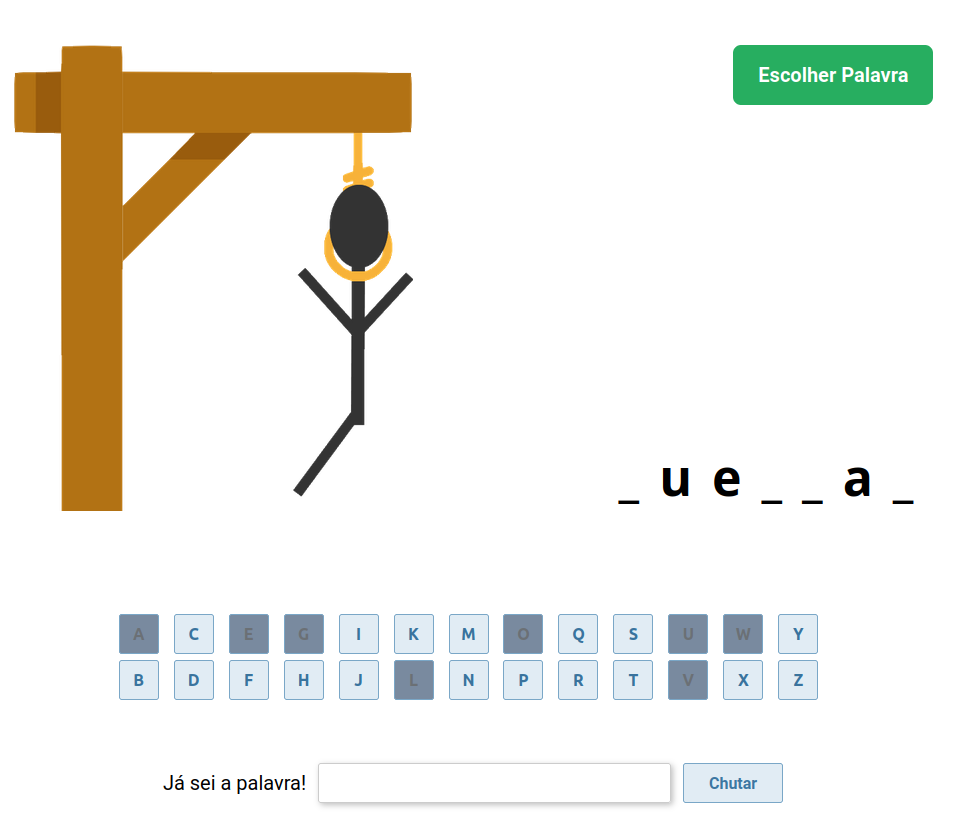 Escolher Palavra
_ u e _ _ a _
A C E G I K M O Q S U W Y
B D F H J L N P R T V X Z
Já sei a palavra! Chutar